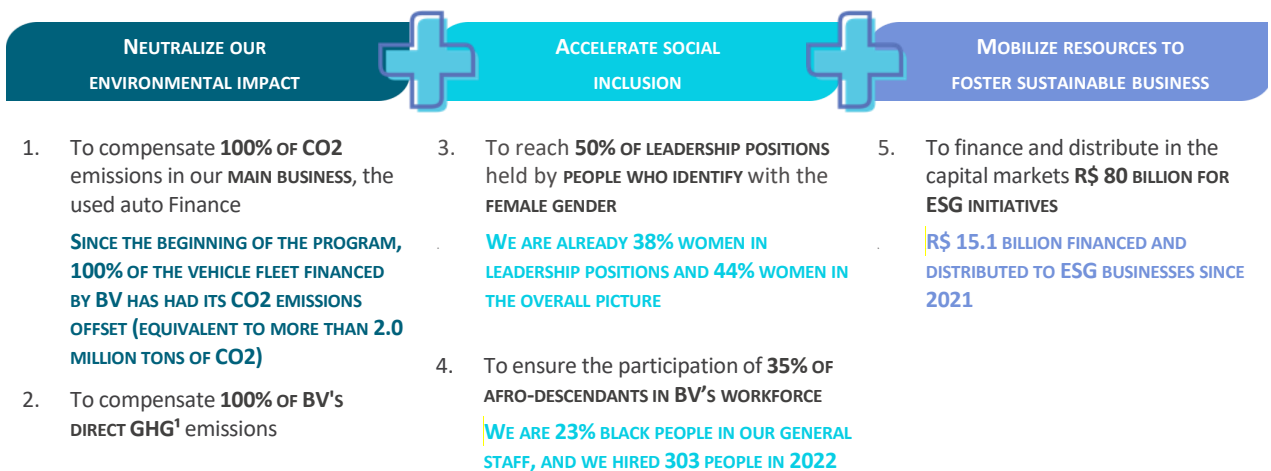 NEUTRALIZE OUR
ENVIRONMENTAL IMPACT
ACCELERATE SOCIAL
INCLUSION
MOBILIZE RESOURCES TO
FOSTER SUSTAINABLE BUSINESS
1. To compensate 100% OF CO2
emissions in our MAIN BUSINESS, the
used auto Finance
SINCE THE BEGINNING OF THE PROGRAM,
100% OF THE VEHICLE FLEET FINANCED
BY BV HAS HAD ITS CO2 EMISSIONS
OFFSET (EQUIVALENT TO MORE THAN 2.0
MILLION TONS OF CO2)
2. To compensate 100% OF BV'S
DIRECT GHG¹ emissions
3. To reach 50% OF LEADERSHIP POSITIONS
held by PEOPLE WHO IDENTIFY with the
FEMALE GENDER
WE ARE ALREADY 38% WOMEN IN
LEADERSHIP POSITIONS AND 44% WOMEN IN
THE OVERALL PICTURE
4. To ensure the participation of 35% OF
AFRO-DESCENDANTS IN BV’S WORKFORCE
WE ARE 23% BLACK PEOPLE IN OUR GENERAL
STAFF, AND WE HIRED 303 PEOPLE IN 2022
5. To finance and distribute in the
capital markets R$ 80 BILLION FOR
ESG INITIATIVES
R$ 15.1 BILLION FINANCED AND
DISTRIBUTED TO ESG BUSINESSES SINCE
2021